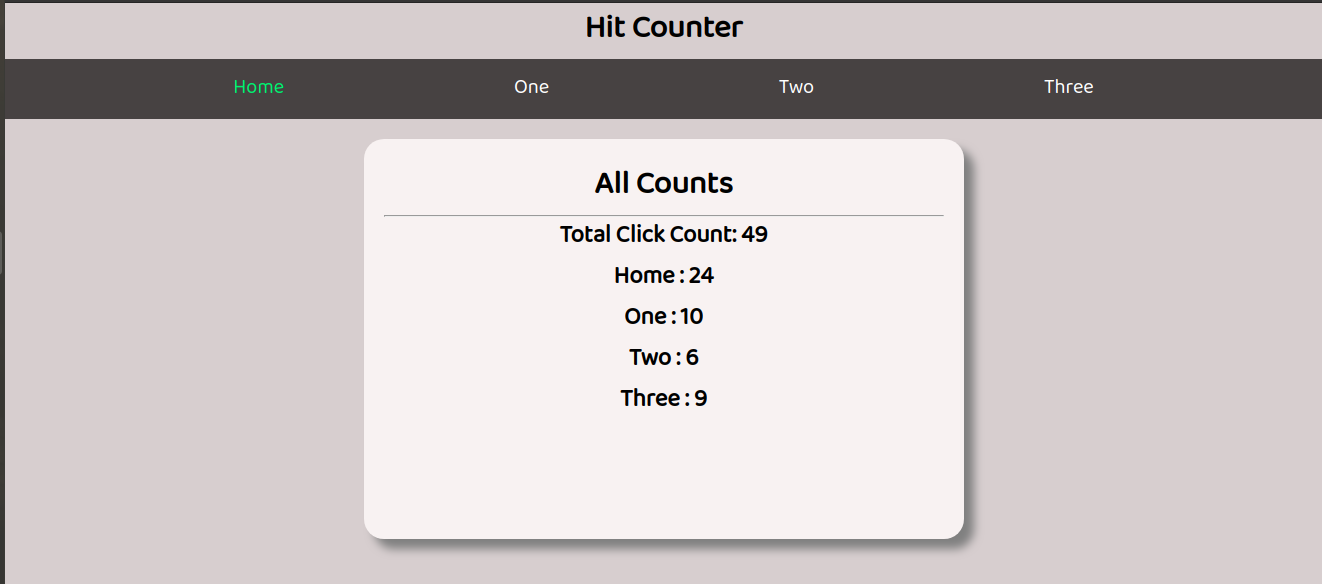 Hit Counter
Home One Two Three
All Counts
Total Click Count: 49
Home : 24
One : 10
Two : 6
Three : 9